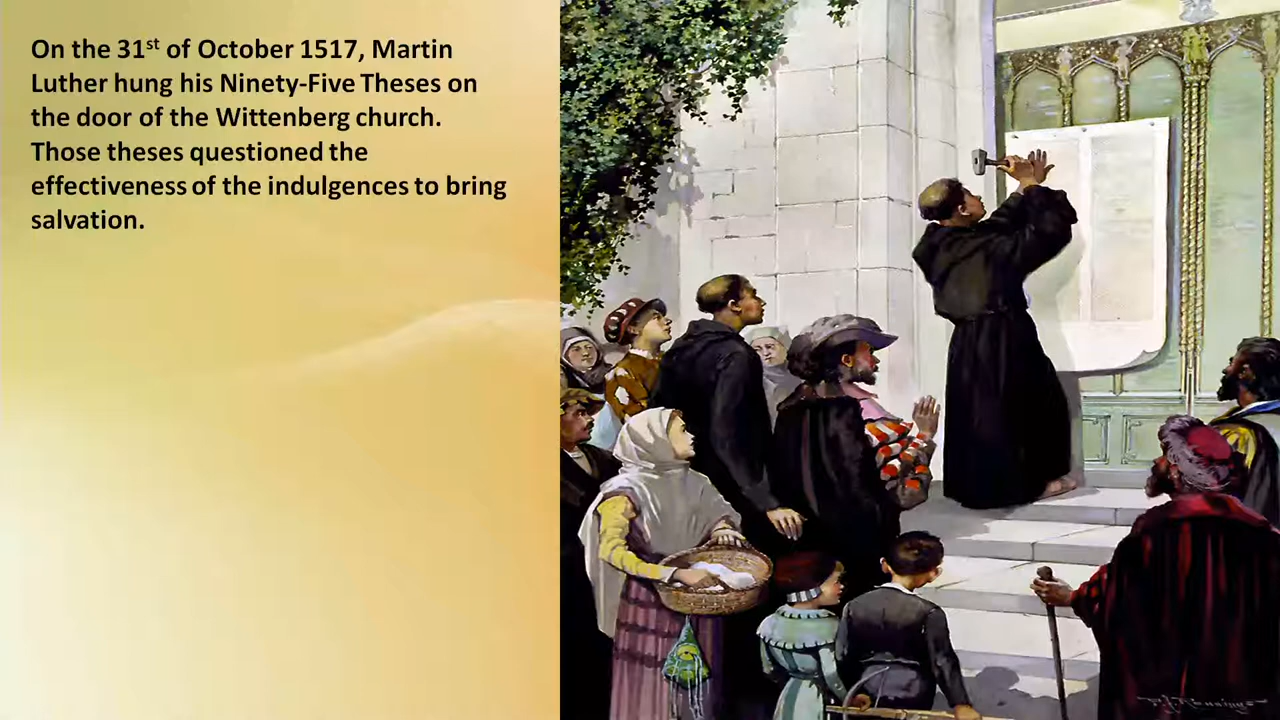 On the 31st of October 1517, Martin
Luther hung his Ninety-Five Theses on
the door of the Wittenberg church.
Those theses questioned the
effectiveness of the indulgences to bring
salvation.